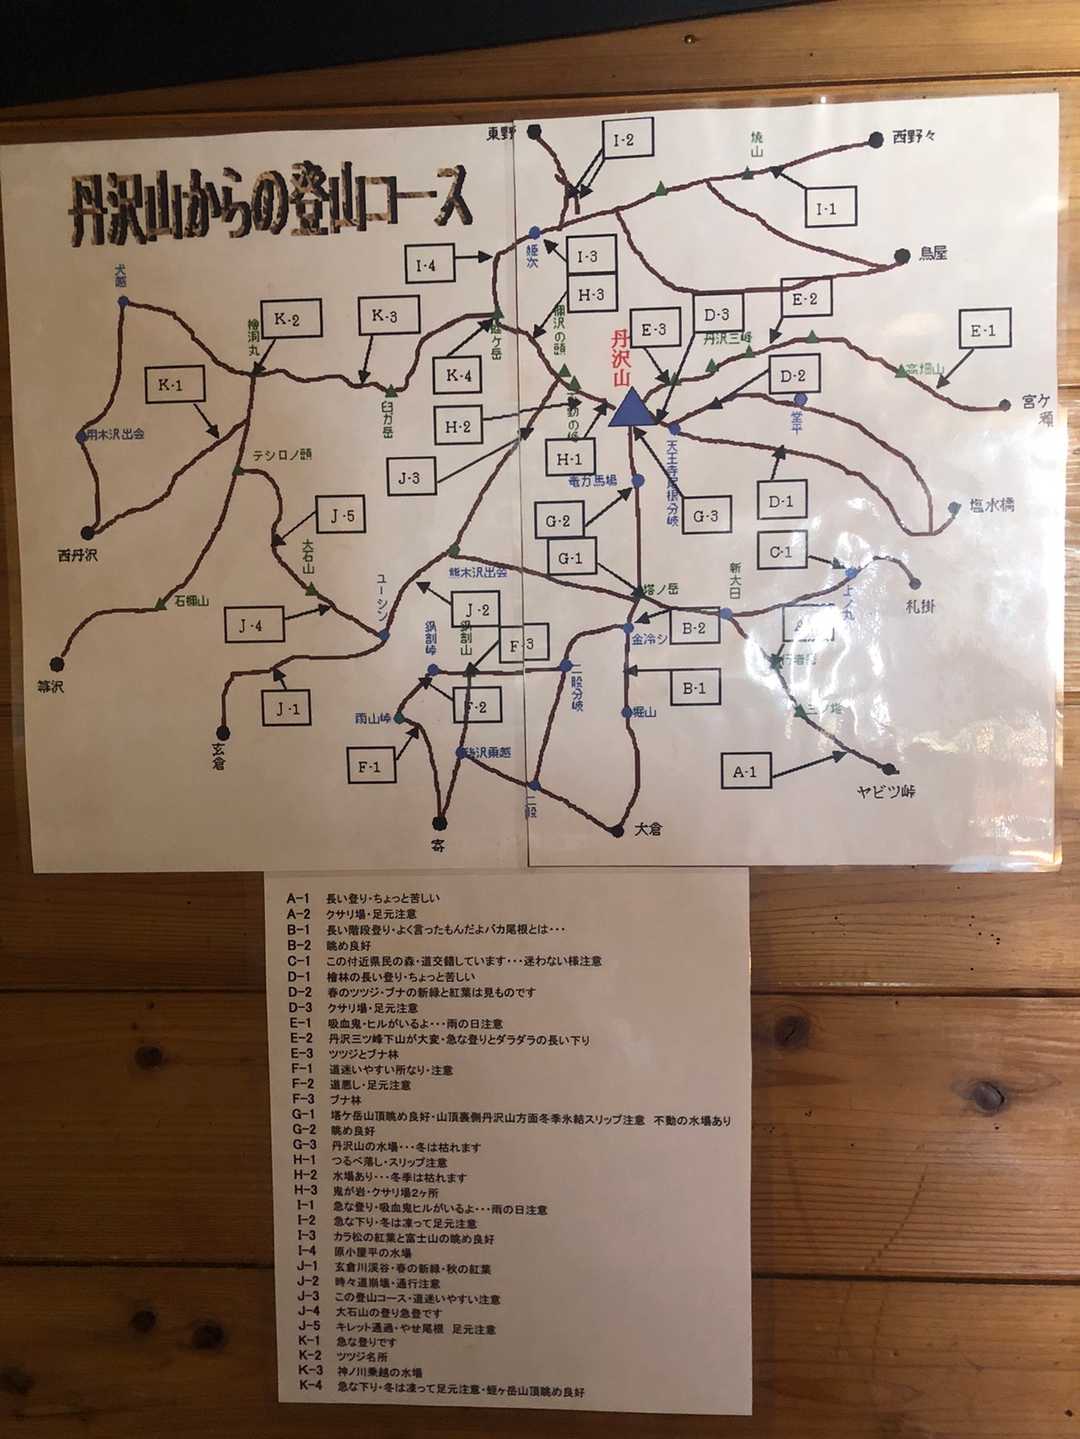 丹沢山からの登山コース
東野
I-2
焼山
西野々
I-1
姫次
I-3
鳥屋
I-4
H-3
犬越
檜洞丸
K-2
K-3
D-3
E-2
E-3
丹沢三峰
丹沢山
E-1
高畑山
宮ケ瀬
K-1
K-4
臼ガ岳
H-2
D-2
堂平
用木沢出会
テシロノ頭
J-3
H-1
竜ガ馬場
天王寺尾根分岐
D-1
塩水橋
西丹沢
J-5
大石山
G-2
G-3
G-1
C-1
熊木沢出会
塔ノ岳
新大日
札掛
石棚山
ユーシン
J-4
J-2
鍋割峠
鍋割山
F-3
B-2
金冷シ
箒沢
J-1
F-2
二股分岐
B-1
堀山
三ノ塔
雨山峠
玄倉
F-1
二股
A-1
ヤビツ峠
寄
大倉
A-1 長い登り・ちょっと苦しい
A-2 クサリ場・足元注意
B-1 長い階段登り・よく言ったもんだよバカ尾根とは・・・
B-2 眺め良好
C-1 この付近県民の森・道交錯しています・・・迷わない様注意
D-1 檜林の長い登り・ちょっと苦しい
D-2 春のツツジ・ブナの新緑と紅葉は見ものです
D-3 クサリ場・足元注意
E-1 吸血鬼・ヒルがいるよ・・・雨の日注意
E-2 丹沢三ツ峰下山が大変・急な登りとダラダラの長い下り
E-3 ツツジとブナ林
F-1 道迷いやすい所なり・注意
F-2 道悪し・足元注意
F-3 ブナ林
G-1 塔ケ岳山頂眺め良好・山頂裏側丹沢山方面冬季氷結スリップ注意 不動の水場あり
G-2 眺め良好
G-3 丹沢山の水場・・・冬は枯れます
H-1 つるべ落し・スリップ注意
H-2 水場あり・・・冬季は枯れます
H-3 鬼が岩・クサリ場2ヶ所
I-1 急な登り・吸血鬼ヒルがいるよ・・・雨の日注意
I-2 急な下り・冬は凍って足元注意
I-3 カラ松の紅葉と富士山の眺め良好
I-4 原小屋平の水場
J-1 玄倉川渓谷・春の新緑・秋の紅葉
J-2 時々道崩壊・通行注意
J-3 この登山コース・道迷いやすい注意
J-4 大石山の登り急登です
J-5 キレット通過・やせ尾根 足元注意
K-1 急な登りです
K-2 ツツジ名所
K-3 神ノ川乗越の水場
K-4 急な下り・冬は凍って足元注意・蛭ヶ岳山頂眺め良好